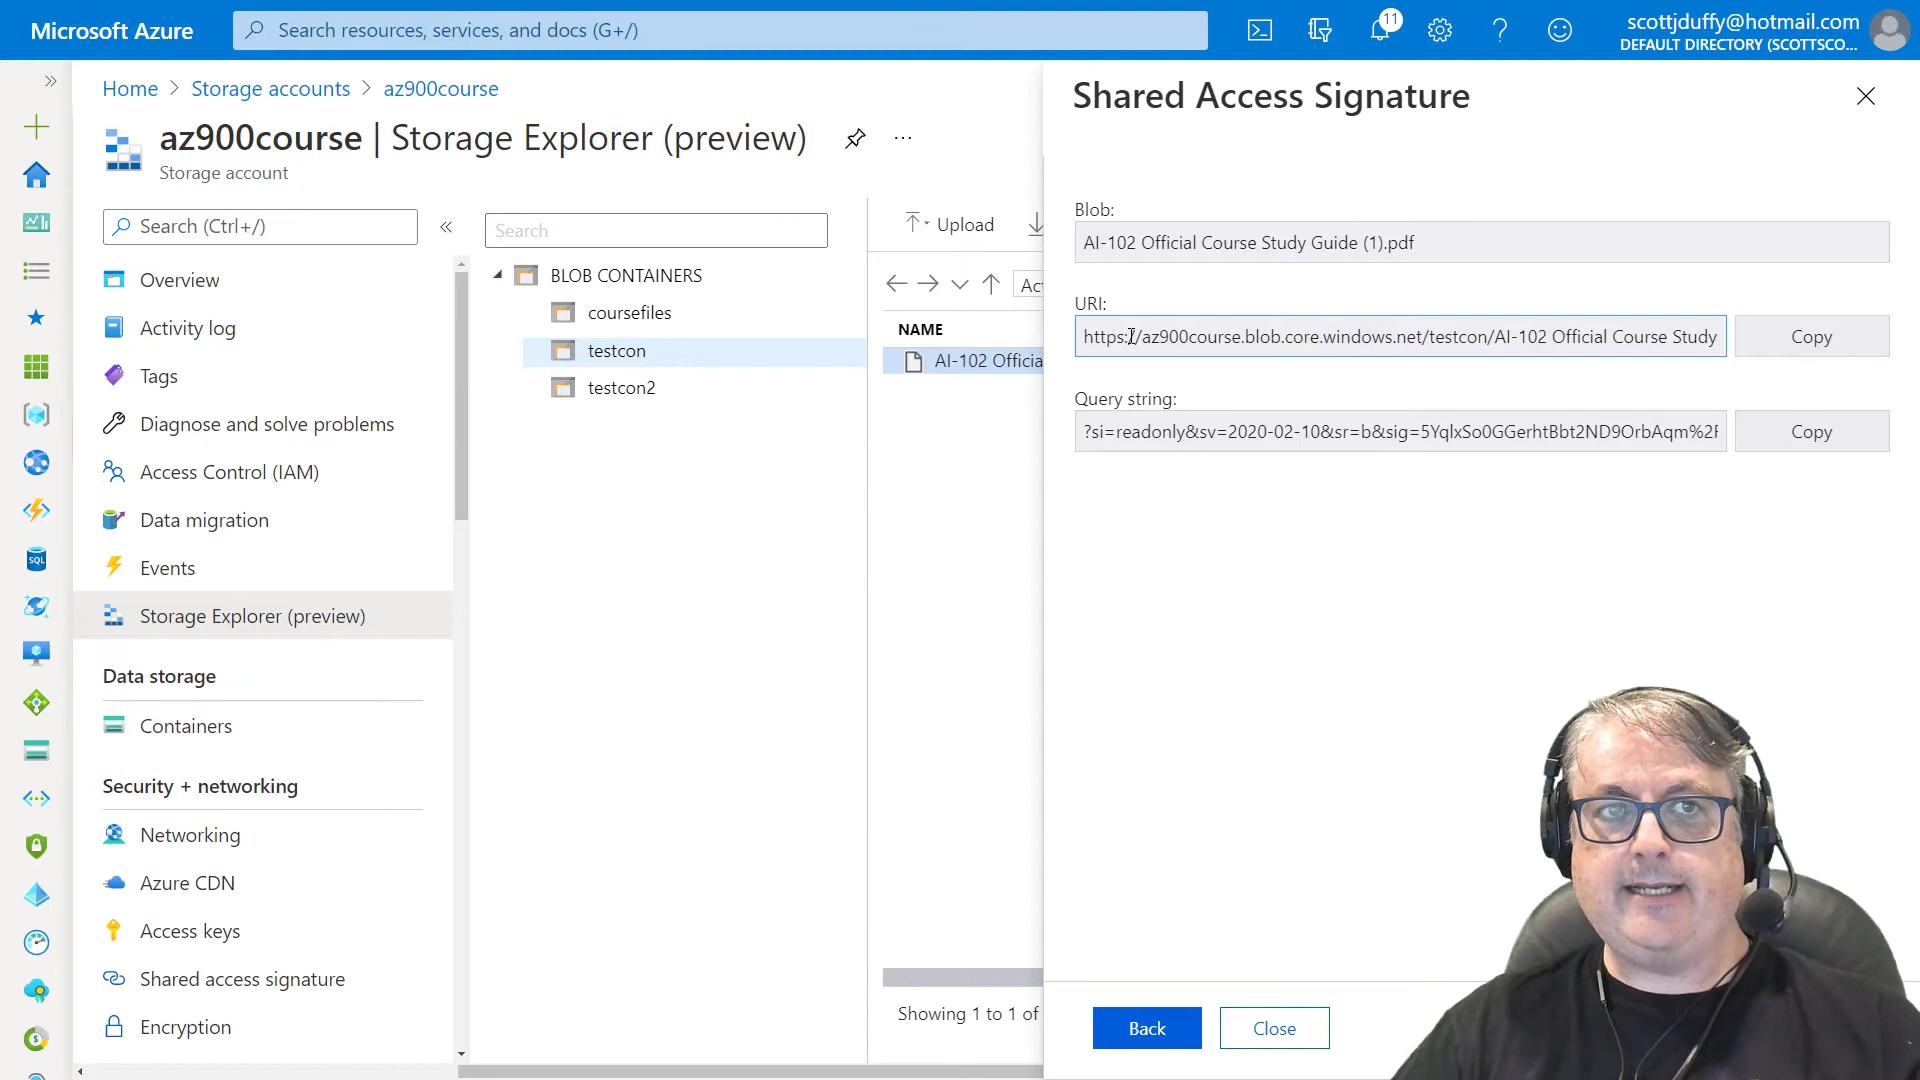 Microsoft Azure
Search resources, services, and docs (G+/)
11
scottjduffy@hotmail.com
DEFAULT DIRECTORY (SCOTTSCO...
Home > Storage accounts > az900course
az900course | Storage Explorer (preview)
...
Storage account
Search (Ctrl+/)
Overview
Activity log
Tags
Diagnose and solve problems
Access Control (IAM)
Data migration
Events
Storage Explorer (preview)
Data storage
Containers
Security + networking
Networking
Azure CDN
Access keys
Shared access signature
Encryption
Search
BLOB CONTAINERS
coursefiles
testcon
testcon2
Upload
Ac
NAME
AI-102 Officia
Showing 1 to 1 of
Shared Access Signature
Blob:
AI-102 Official Course Study Guide (1).pdf
URI:
https://az900course.blob.core.windows.net/testcon/AI-102 Official Course Study
Copy
Query string:
?si=readonly&sv=2020-02-10&sr=b&sig=5YqlxSo0GGerhtBbt2ND9OrbAqm%2F
Copy
Back
Close
SQL